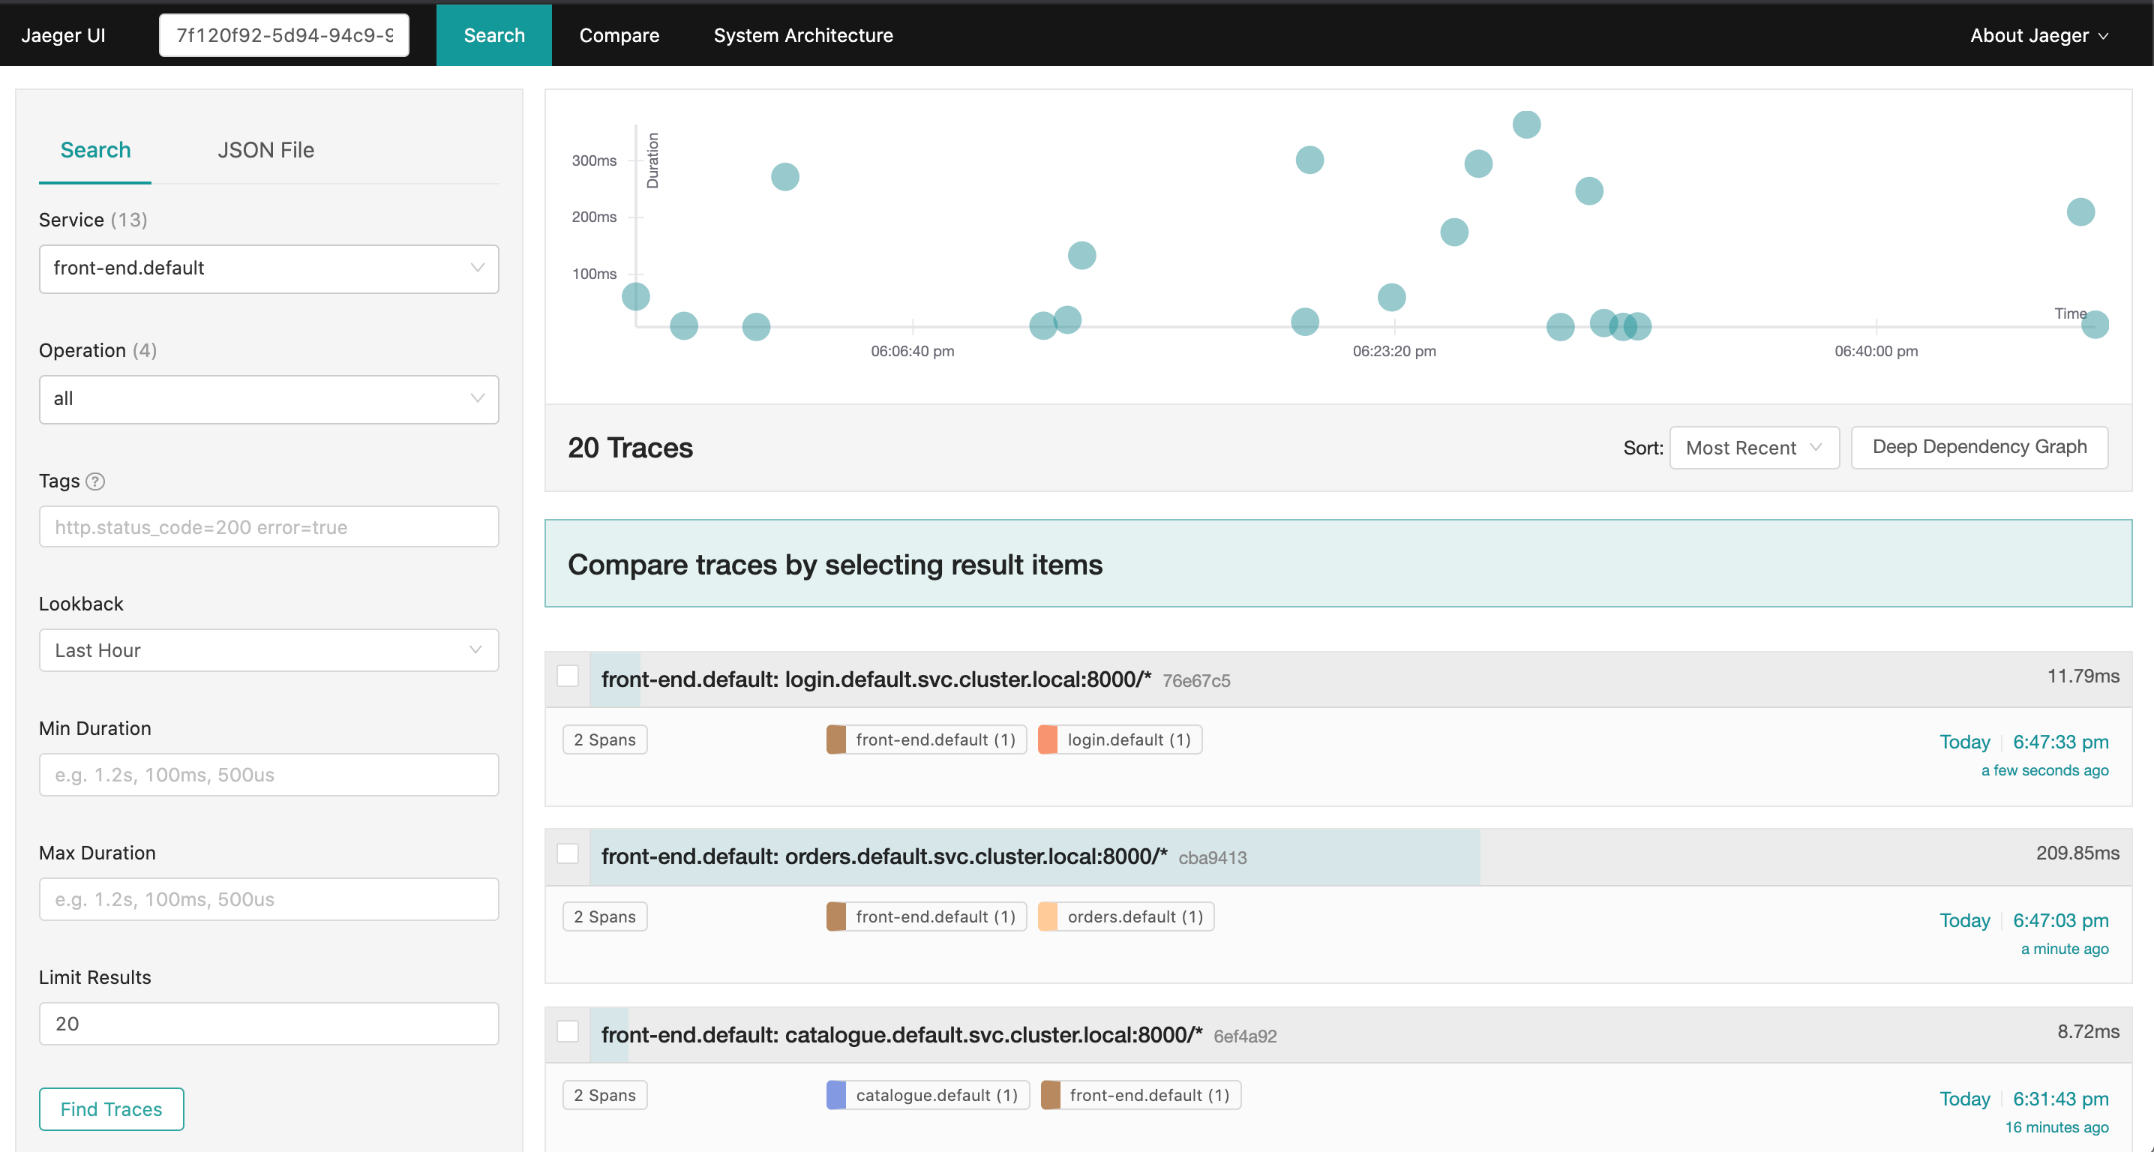 Jaeger UI
7f120f92-5d94-94c9-9
Search
Compare
System Architecture
About Jaeger
Search
JSON File
Service (13)
front-end.default
Operation (4)
all
Tags ?
http.status_code=200 error=true
Lookback
Last Hour
Min Duration
e.g. 1.2s, 100ms, 500us
Max Duration
e.g. 1.2s, 100ms, 500us
Limit Results
20
Find Traces
Duration
300ms
200ms
100ms
Time
06:06:40 pm
06:23:20 pm
06:40:00 pm
20 Traces
Sort: Most Recent
Deep Dependency Graph
Compare traces by selecting result items
front-end.default: login.default.svc.cluster.local:8000/* 76e67c5
11.79ms
2 Spans
front-end.default (1)
login.default (1)
Today 6:47:33 pm
a few seconds ago
front-end.default: orders.default.svc.cluster.local:8000/* cba9413
209.85ms
2 Spans
front-end.default (1)
orders.default (1)
Today 6:47:03 pm
a minute ago
front-end.default: catalogue.default.svc.cluster.local:8000/* 6ef4a92
8.72ms
2 Spans
catalogue.default (1)
front-end.default (1)
Today 6:31:43 pm
16 minutes ago